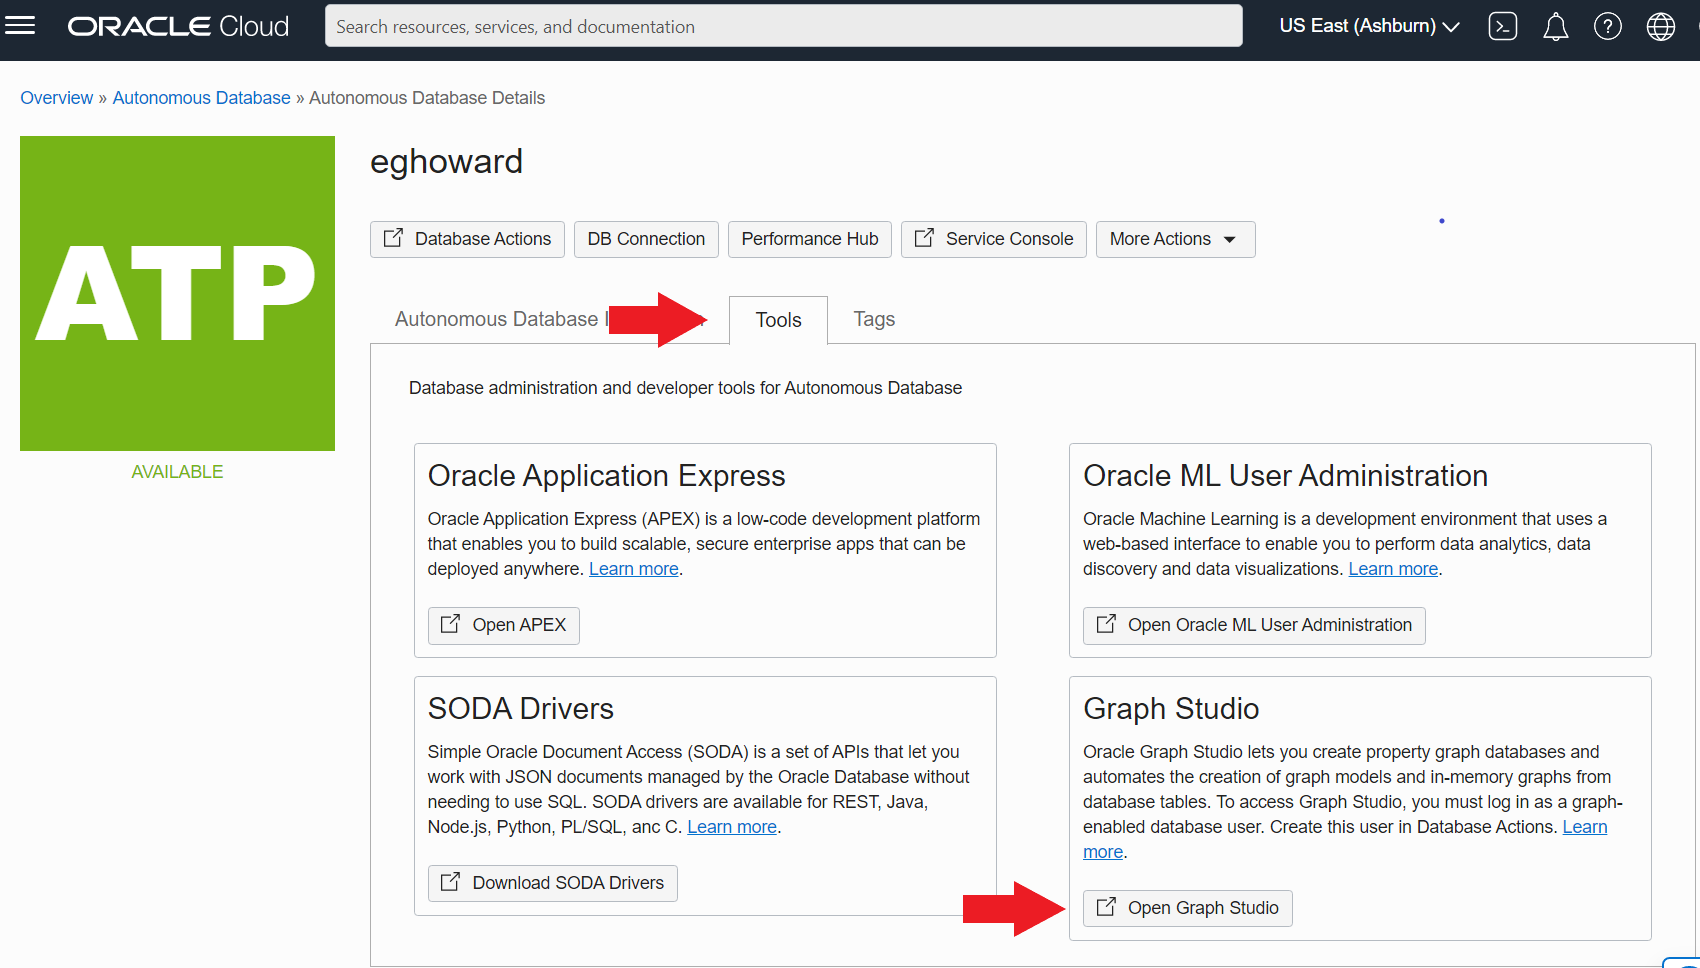 ORACLE Cloud
Search resources, services, and documentation
US East (Ashburn)
Overview » Autonomous Database » Autonomous Database Details
ATP
AVAILABLE
eghoward
Database Actions
DB Connection
Performance Hub
Service Console
More Actions
Autonomous Database
Tools
Tags
Database administration and developer tools for Autonomous Database
Oracle Application Express
Oracle Application Express (APEX) is a low-code development platform
that enables you to build scalable, secure enterprise apps that can be
deployed anywhere. Learn more.
Open APEX
Oracle ML User Administration
Oracle Machine Learning is a development environment that uses a
web-based interface to enable you to perform data analytics, data
discovery and data visualizations. Learn more.
Open Oracle ML User Administration
SODA Drivers
Simple Oracle Document Access (SODA) is a set of APIs that let you
work with JSON documents managed by the Oracle Database without
needing to use SQL. SODA drivers are available for REST, Java,
Node.js, Python, PL/SQL, anc C. Learn more.
Download SODA Drivers
Graph Studio
Oracle Graph Studio lets you create property graph databases and
automates the creation of graph models and in-memory graphs from
database tables. To access Graph Studio, you must log in as a graph-
enabled database user. Create this user in Database Actions. Learn
more.
Open Graph Studio